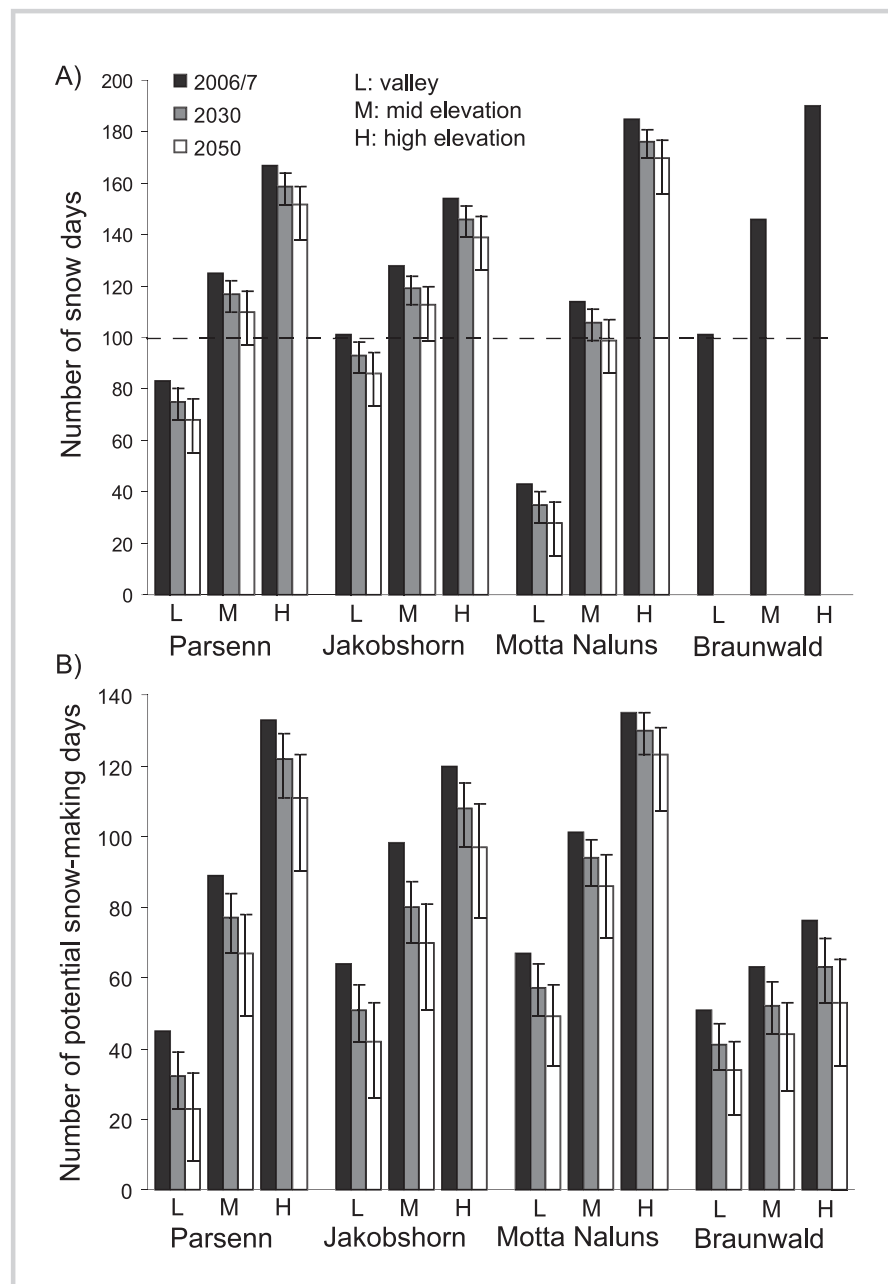 A)
2006/7
2030
2050
L: valley
M: mid elevation
H: high elevation
Number of snow days
200
180
160
140
120
100
80
60
40
20
0
L M H L M H L M H L M H
Parsenn Jakobshorn Motta Naluns Braunwald
B)
Number of potential snow-making days
140
120
100
80
60
40
20
0
L M H L M H L M H L M H
Parsenn Jakobshorn Motta Naluns Braunwald